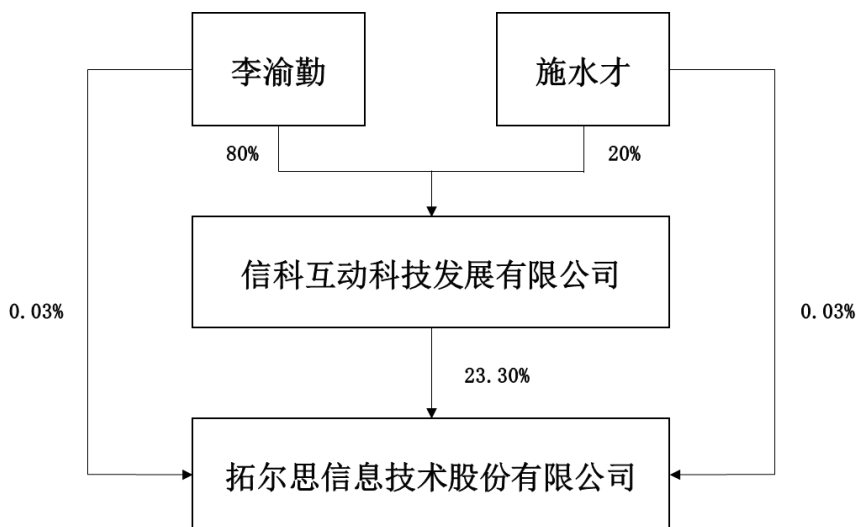 李渝勤
施水才
80%
20%
信科互动科技发展有限公司
0.03%
0.03%
23.30%
拓尔思信息技术股份有限公司